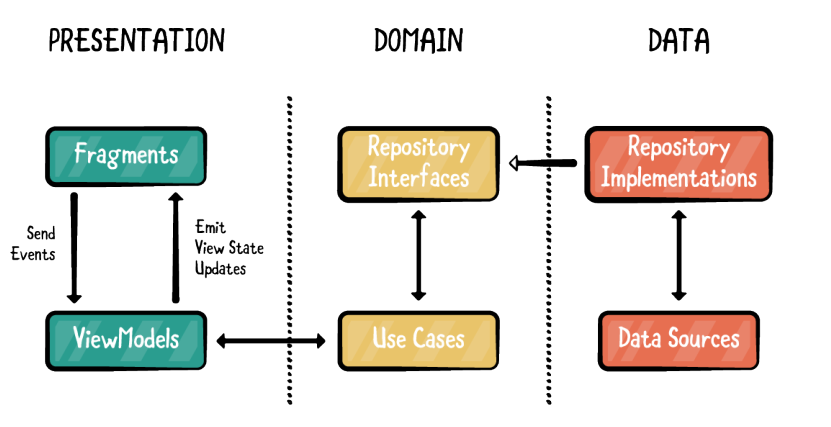 PRESENTATION
DOMAIN
DATA
Fragments
Repository
Interfaces
Repository
Implementations
Send
Events
Emit
View State
Updates
ViewModels
Use Cases
Data Sources